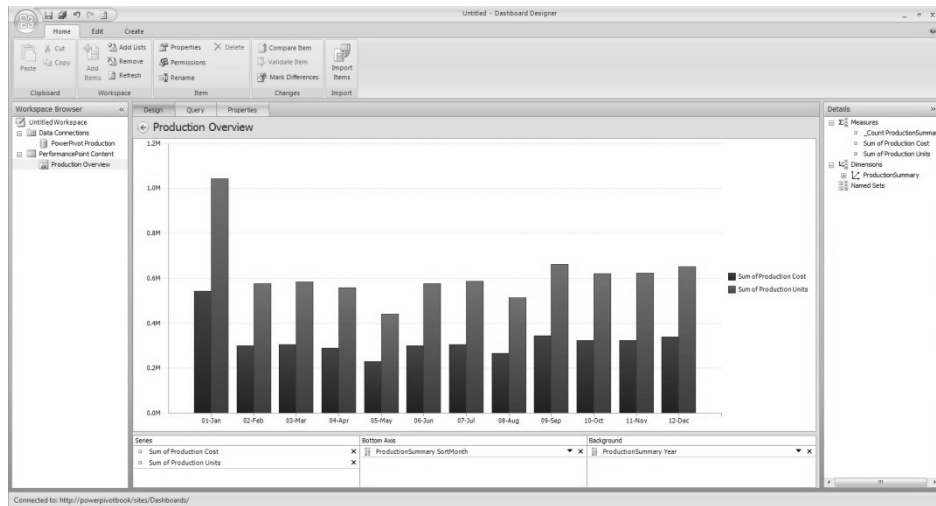 Untitled - Dashboard Designer
Home Edit Create
Paste
Cut
Copy
Clipboard
Add Items
Add Lists
Remove
Refresh
Workspace
Properties
Delete
Permissions
Rename
Item
Compare Item
Validate Item
Mark Differences
Changes
Import Items
Import
Workspace Browser «
Untitled Workspace
Data Connections
PowerPivot Production
PerformancePoint Content
Production Overview
Design Query Properties
Production Overview
1.2M
1.0M
0.8M
0.6M
0.4M
0.2M
0.0M
01-Jan 02-Feb 03-Mar 04-Apr 05-May 06-Jun 07-Jul 08-Aug 09-Sep 10-Oct 11-Nov 12-Dec
Sum of Production Cost
Sum of Production Units
Series
Sum of Production Cost
Sum of Production Units
Bottom Axis
ProductionSummary SortMonth
Background
ProductionSummary Year
Details »
Measures
_Count ProductionSumma
Sum of Production Cost
Sum of Production Units
Dimensions
ProductionSummary
Named Sets
Connected to: http://powerpivotbook/sites/Dashboards/